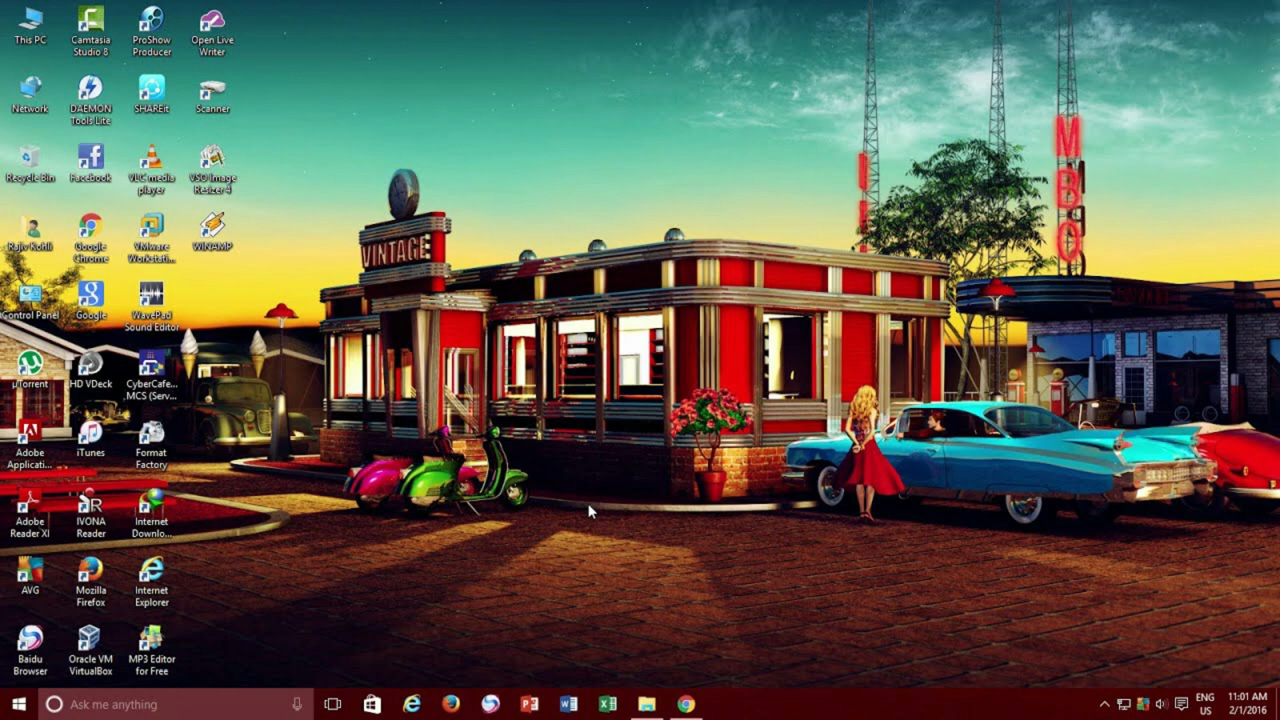 This PC
Camtasia
Studio 8
ProShow
Producer
Open Live
Writer
Network
DAEMON
Tools Lite
SHAREit
Scanner
Recycle Bin
Facebook
VLC media
player
VSO Image
Resizer 4
Rajiv Kohli
Google
Chrome
VMware
Workstati...
WINAMP
Control Panel
Google
WavePad
Sound Editor
µTorrent
HD VDeck
CyberCafe...
MCS (Serv...
Adobe
Applicati...
iTunes
Format
Factory
Adobe
Reader XI
IVONA
Reader
Internet
Downlo...
AVG
Mozilla
Firefox
Internet
Explorer
Baidu
Browser
Oracle VM
VirtualBox
MP3 Editor
for Free
VINTAGE
MBO
Ask me anything
ENG
US
11:01 AM
2/1/2016